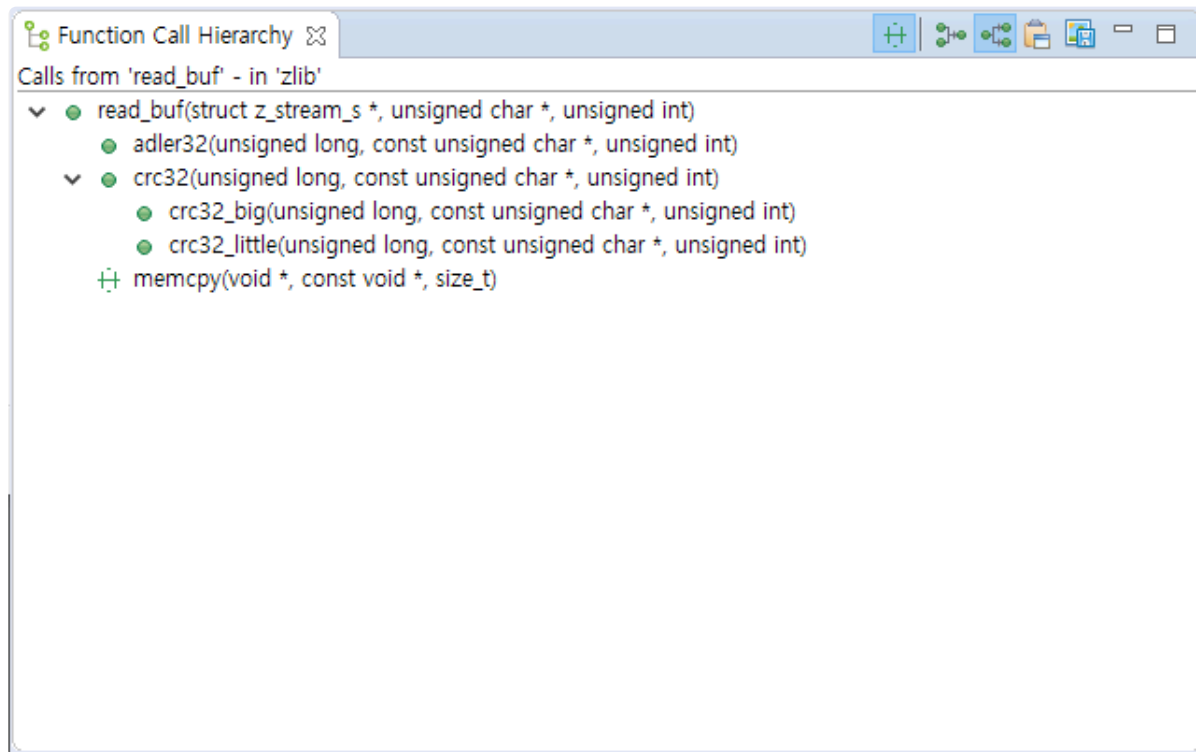 Function Call Hierarchy
Calls from 'read_buf' - in 'zlib'
read_buf(struct z_stream_s *, unsigned char *, unsigned int)
adler32(unsigned long, const unsigned char *, unsigned int)
crc32(unsigned long, const unsigned char *, unsigned int)
crc32_big(unsigned long, const unsigned char *, unsigned int)
crc32_little(unsigned long, const unsigned char *, unsigned int)
memcpy(void *, const void *, size_t)